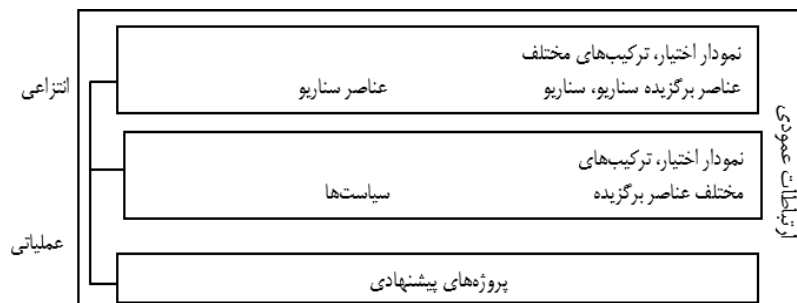 نمودار اختیار، ترکیب‌های مختلف
عناصر برگزیده سناریو، سناریو
عناصر سناریو
انتزاعی
ارتباطات عمودی
نمودار اختیار، ترکیب‌های
مختلف عناصر برگزیده
سیاست‌ها
عملیاتی
پروژه‌های پیشنهادی